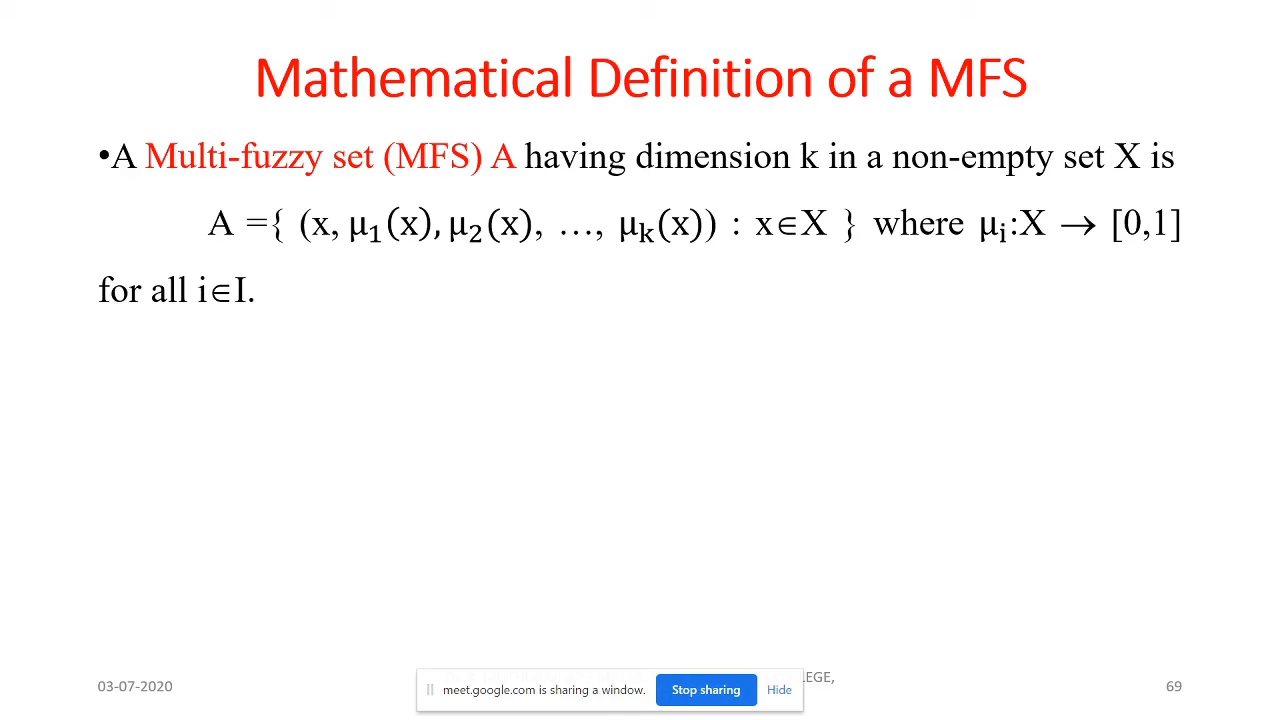 Mathematical Definition of a MFS
•A Multi-fuzzy set (MFS) A having dimension k in a non-empty set X is
A ={ (x, μ₁(x), μ₂(x), …, μₖ(x)) : x∈X } where μᵢ:X → [0,1]
for all i∈I.
03-07-2020
meet.google.com is sharing a window.
Stop sharing
Hide
69